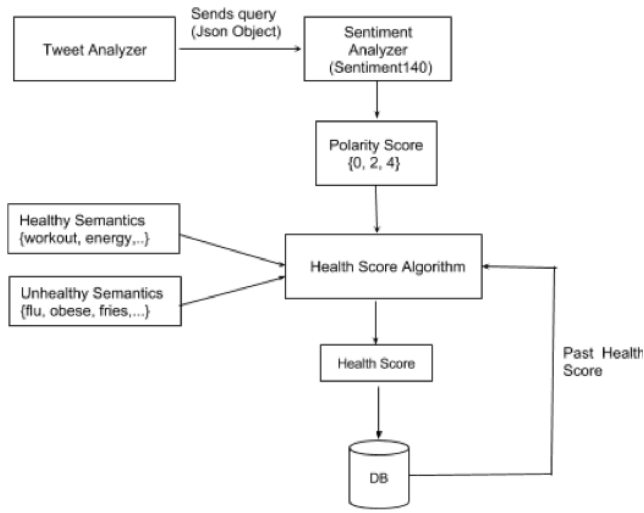 Sends query
(Json Object)
Tweet Analyzer
Sentiment
Analyzer
(Sentiment140)
Polarity Score
{0, 2, 4}
Healthy Semantics
{workout, energy,..}
Health Score Algorithm
Unhealthy Semantics
{flu, obese, fries,...}
Past Health
Score
Health Score
DB